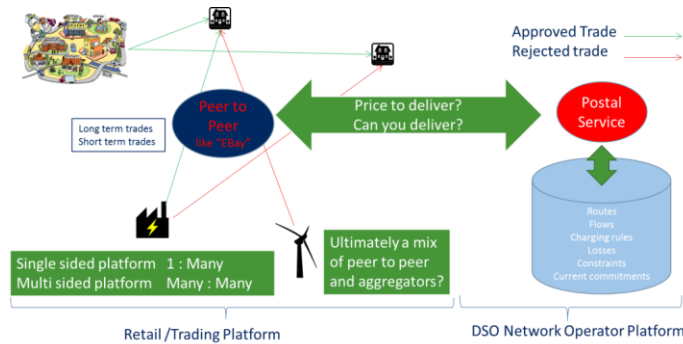 Approved Trade
Rejected trade
Peer to
Peer
like "EBay"
Long term trades
Short term trades
Price to deliver?
Can you deliver?
Postal
Service
Routes
Flows
Charging rules
Losses
Constraints
Current commitments
Single sided platform 1 : Many
Multi sided platform Many : Many
Ultimately a mix
of peer to peer
and aggregators?
Retail /Trading Platform
DSO Network Operator Platform